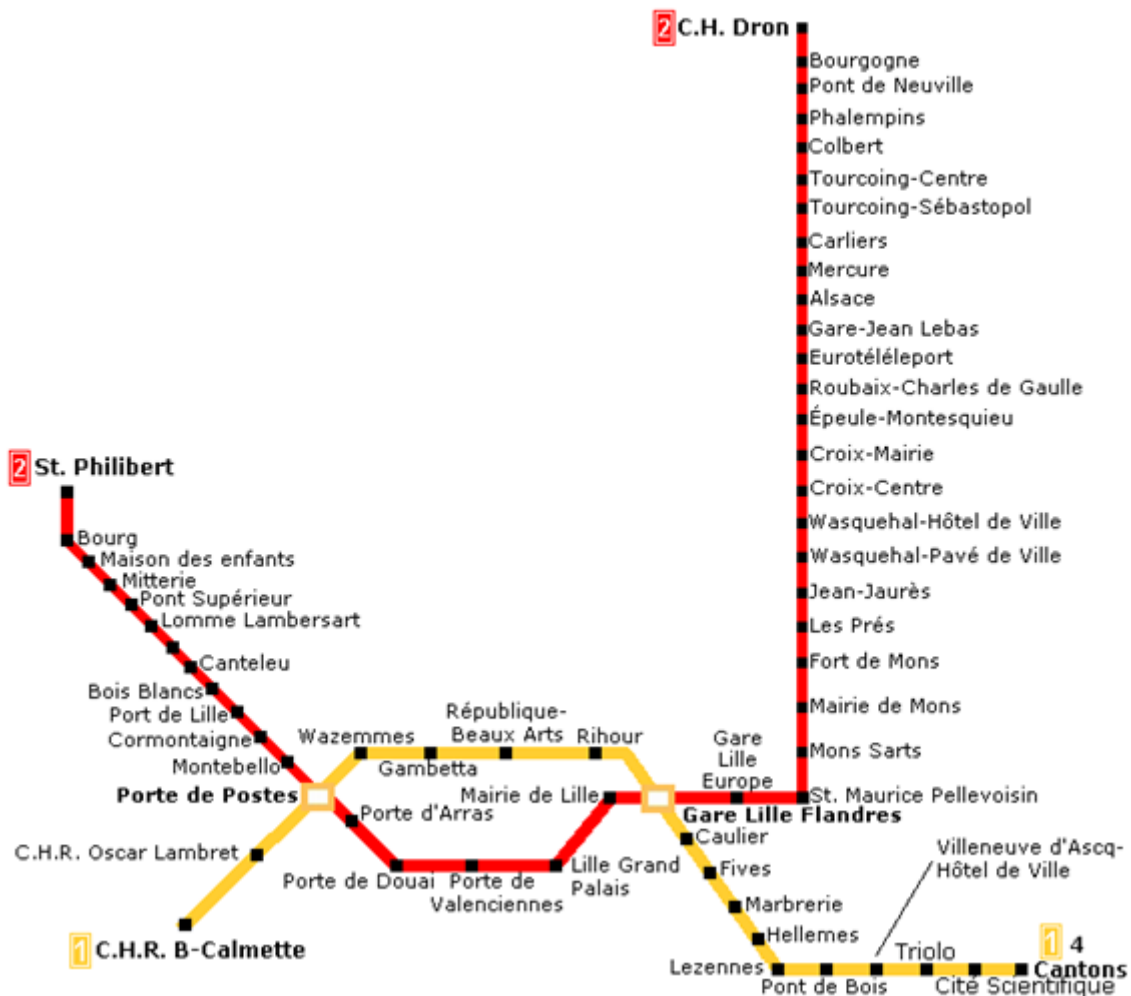 2 C.H. Dron
Bourgogne
Pont de Neuville
Phalempins
Colbert
Tourcoing-Centre
Tourcoing-Sébastopol
Carliers
Mercure
Alsace
Gare-Jean Lebas
Eurotéléleport
Roubaix-Charles de Gaulle
Épeule-Montesquieu
Croix-Mairie
Croix-Centre
Wasquehal-Hôtel de Ville
Wasquehal-Pavé de Ville
Jean-Jaurès
Les Prés
Fort de Mons
Mairie de Mons
Mons Sarts
St. Maurice Pellevoisin
2 St. Philibert
Bourg
Maison des enfants
Mitterie
Pont Supérieur
Lomme Lambersart
Canteleu
Bois Blancs
Port de Lille
Cormontaigne
Montebello
Porte de Postes
Wazemmes
Gambetta
République-
Beaux Arts
Rihour
Gare
Lille
Europe
Mairie de Lille
Gare Lille Flandres
Porte d'Arras
C.H.R. Oscar Lambret
Porte de Douai
Porte de
Valenciennes
Lille Grand
Palais
Caulier
Fives
Marbrerie
Hellemes
Villeneuve d'Ascq-
Hôtel de Ville
1 C.H.R. B-Calmette
Lezennes
Pont de Bois
Triolo
Cité Scientifique
1 4
Cantons